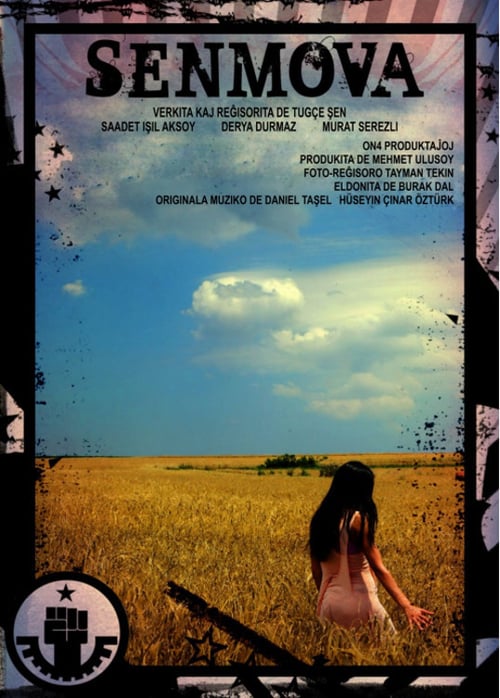 SENMOVA
VERKITA KAJ REĜISORITA DE TUGÇE ŞEN
SAADET IŞIL AKSOY DERYA DURMAZ MURAT SEREZLI
ON4 PRODUKTAĴOJ
PRODUKITA DE MEHMET ULUSOY
FOTO-REĜISORO TAYMAN TEKIN
ELDONITA DE BURAK DAL
ORIGINALA MUZIKO DE DANIEL TAŞEL HÜSEYIN ÇINAR ÖZTÜRK